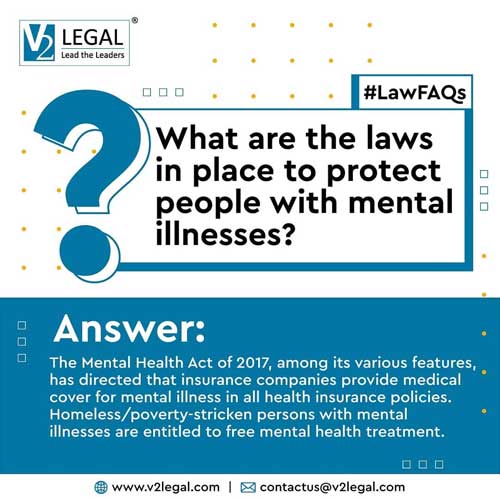 V2 LEGAL®
Lead the Leaders
#LawFAQs
?
What are the laws
in place to protect
people with mental
illnesses?
Answer:
The Mental Health Act of 2017, among its various features,
has directed that insurance companies provide medical
cover for mental illness in all health insurance policies.
Homeless/poverty-stricken persons with mental
illnesses are entitled to free mental health treatment.
www.v2legal.com | contactus@v2legal.com